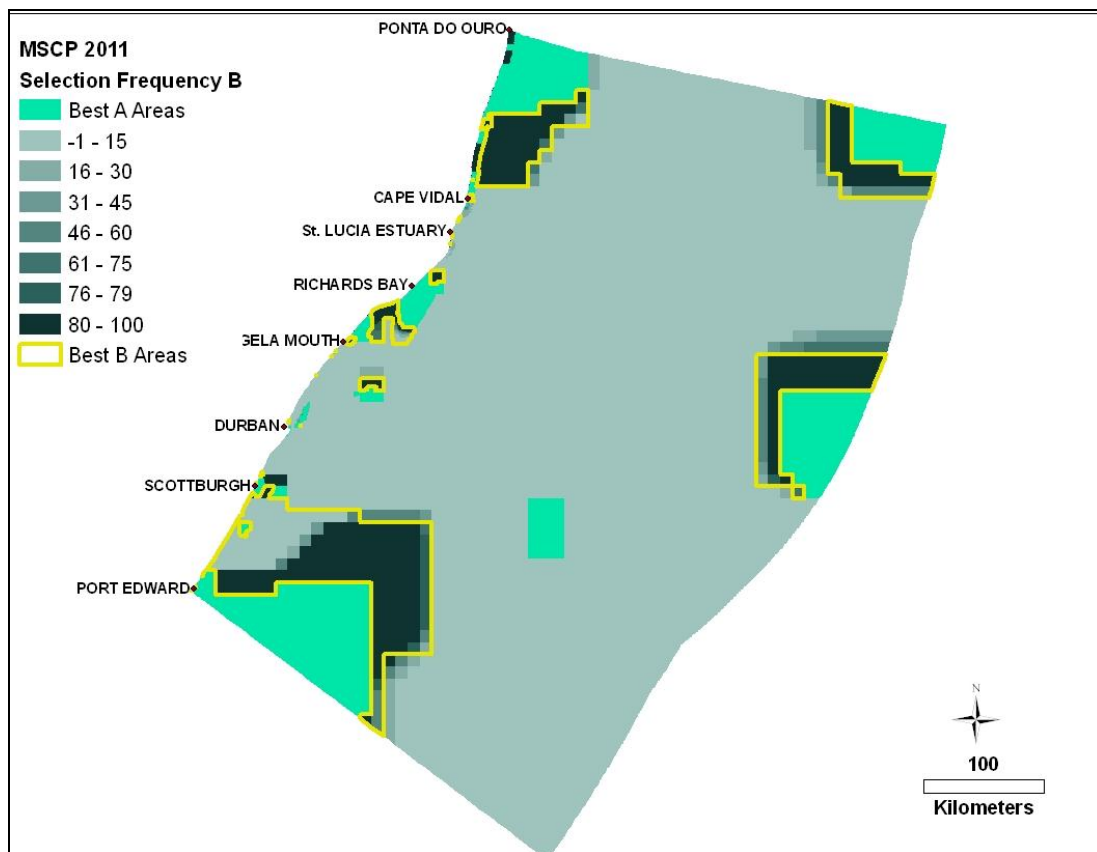 MSCP 2011
Selection Frequency B
Best A Areas
-1 - 15
16 - 30
31 - 45
46 - 60
61 - 75
76 - 79
80 - 100
Best B Areas
PONTA DO OURO
CAPE VIDAL
St. LUCIA ESTUARY
RICHARDS BAY
GELA MOUTH
DURBAN
SCOTTBURGH
PORT EDWARD
N
100
Kilometers